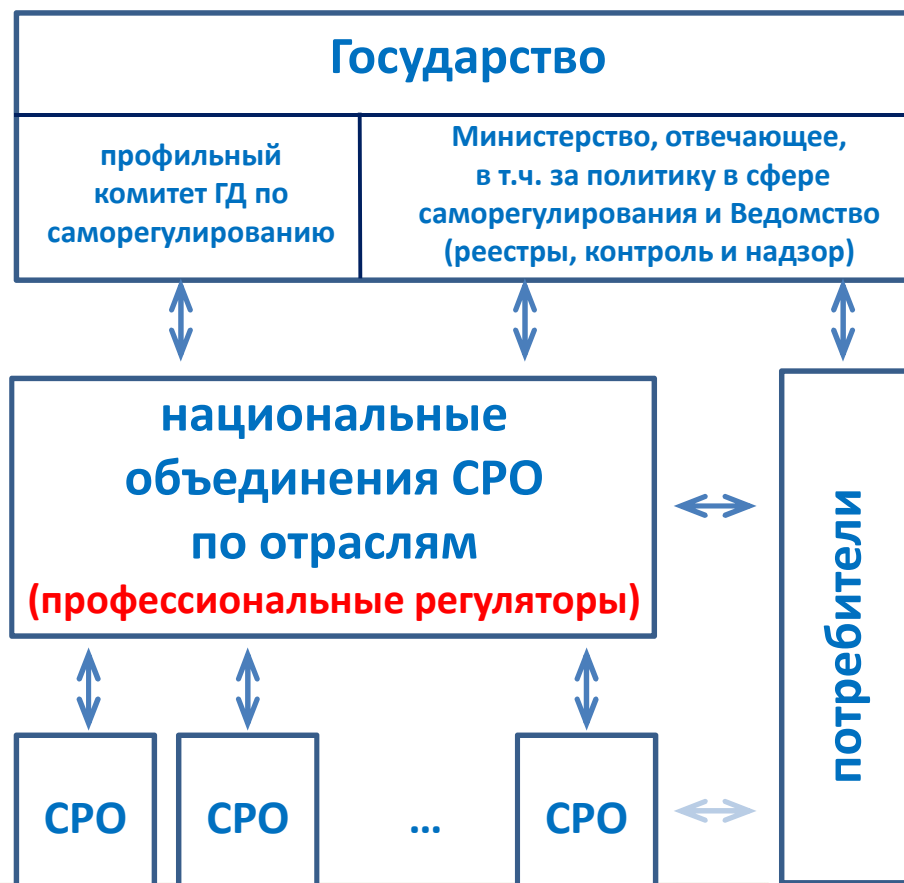 Государство
профильный
комитет ГД по
саморегулированию
Министерство, отвечающее,
в т.ч. за политику в сфере
саморегулирования и Ведомство
(реестры, контроль и надзор)
национальные
объединения СРО
по отраслям
(профессиональные регуляторы)
потребители
СРО
СРО
...
СРО